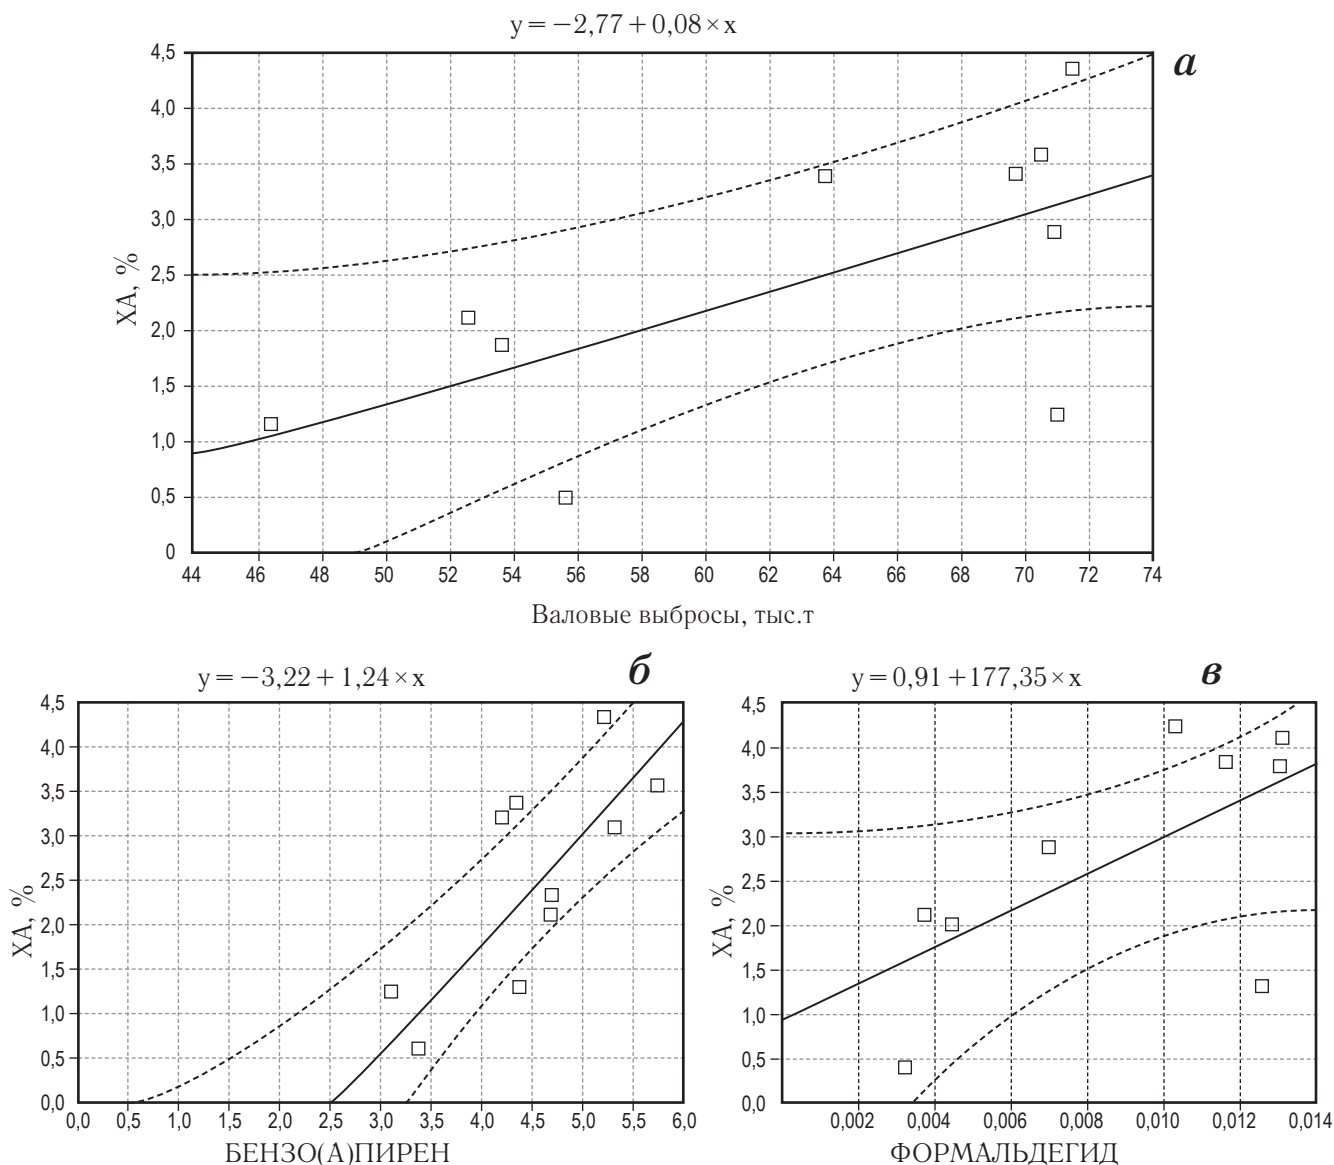 y = −2,77 + 0,08 × x
а
4,5
4,0
3,5
3,0
2,5
2,0
1,5
1,0
0,5
0
ХА, %
44 46 48 50 52 54 56 58 60 62 64 66 68 70 72 74
Валовые выбросы, тыс.т
y = −3,22 + 1,24 × x
б
4,5
4,0
3,5
3,0
2,5
2,0
1,5
1,0
0,5
0,0
ХА, %
0,0 0,5 1,0 1,5 2,0 2,5 3,0 3,5 4,0 4,5 5,0 5,5 6,0
БЕНЗО(А)ПИРЕН
y = 0,91 + 177,35 × x
в
4,5
4,0
3,5
3,0
2,5
2,0
1,5
1,0
0,5
0,0
ХА, %
0,002 0,004 0,006 0,008 0,010 0,012 0,014
ФОРМАЛЬДЕГИД